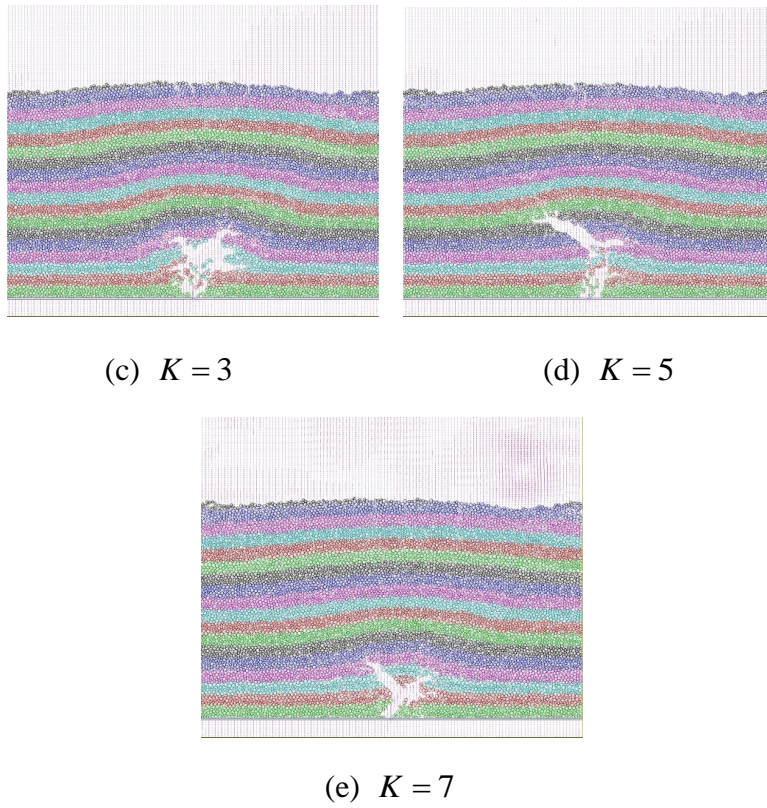 (c) K = 3
(d) K = 5
(e) K = 7